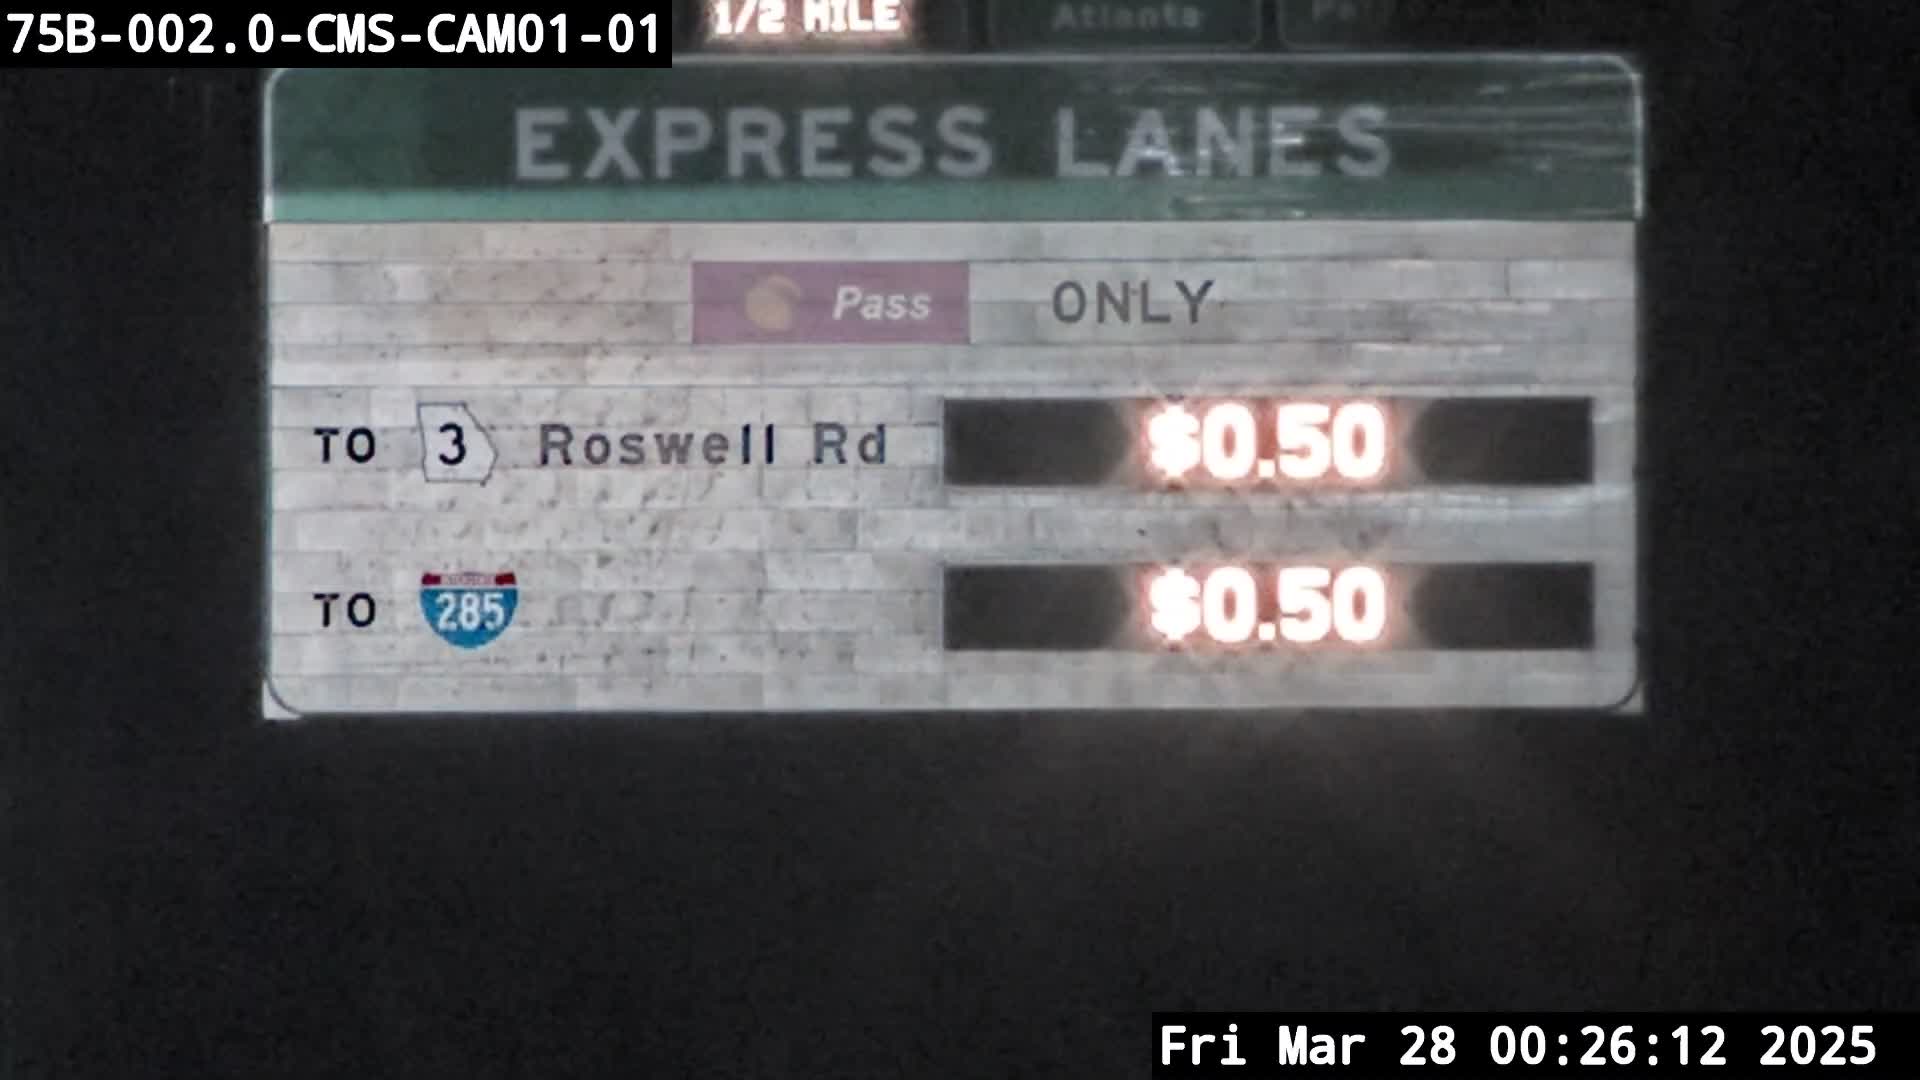 75B-002.0-CMS-CAM01-01
1/2 MILE
Atlanta
EXPRESS LANES
Pass ONLY
TO 3 Roswell Rd $0.50
TO 285 $0.50
Fri Mar 28 00:26:12 2025